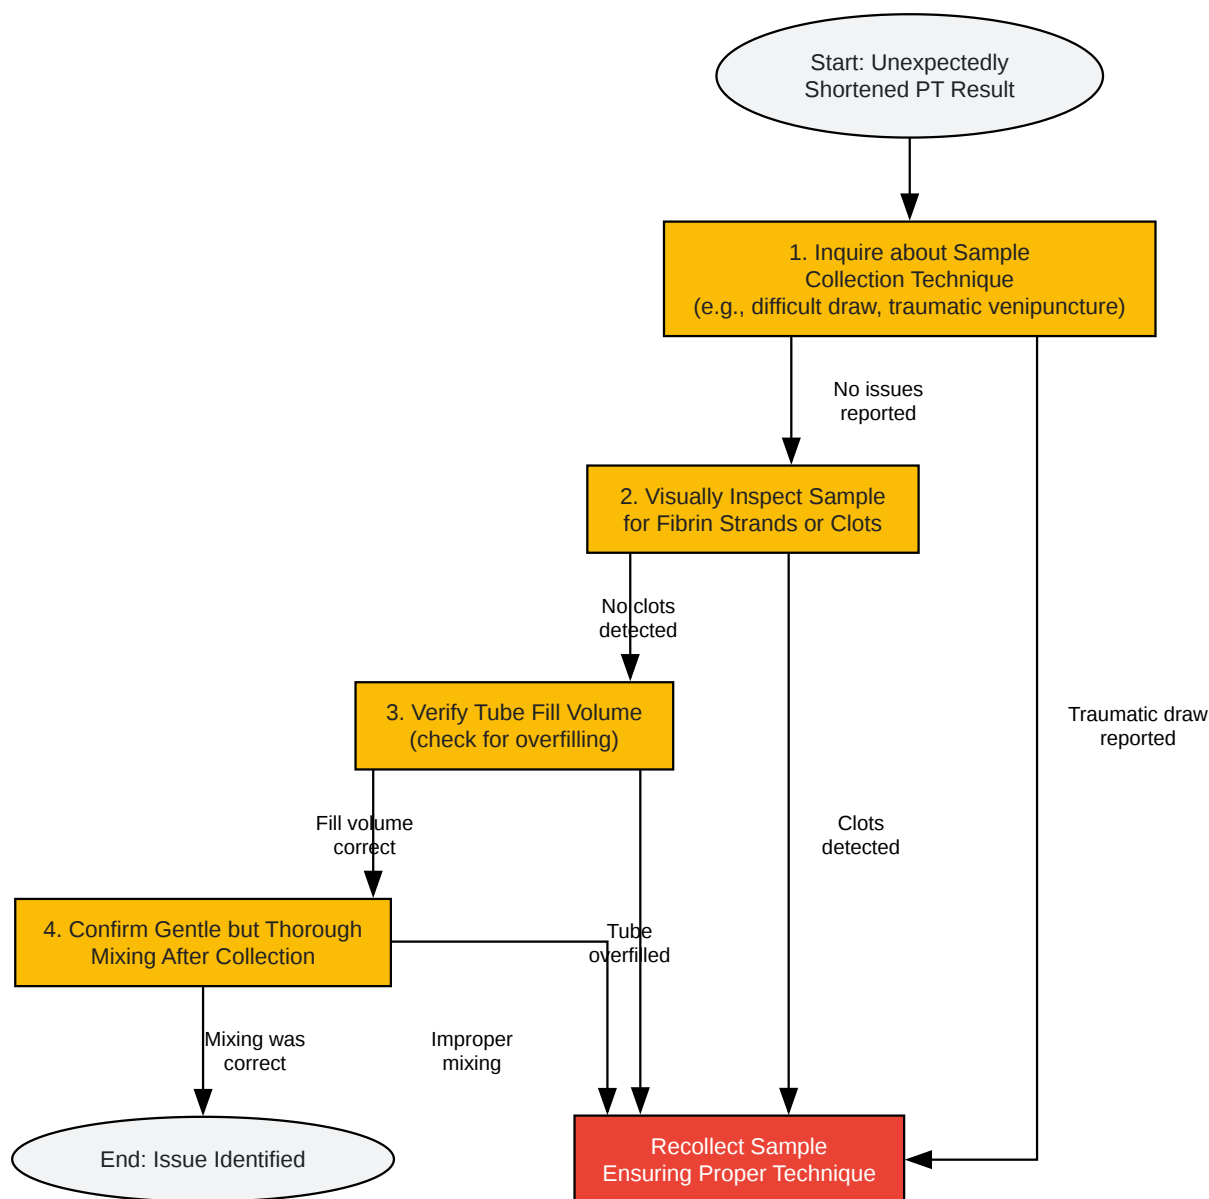 Start: Unexpectedly
Shortened PT Result
1. Inquire about Sample
Collection Technique
(e.g., difficult draw, traumatic venipuncture)
No issues
reported
2. Visually Inspect Sample
for Fibrin Strands or Clots
No clots
detected
3. Verify Tube Fill Volume
(check for overfilling)
Traumatic draw
reported
Fill volume
correct
Clots
detected
4. Confirm Gentle but Thorough
Mixing After Collection
Tube
overfilled
Mixing was
correct
Improper
mixing
End: Issue Identified
Recollect Sample
Ensuring Proper Technique